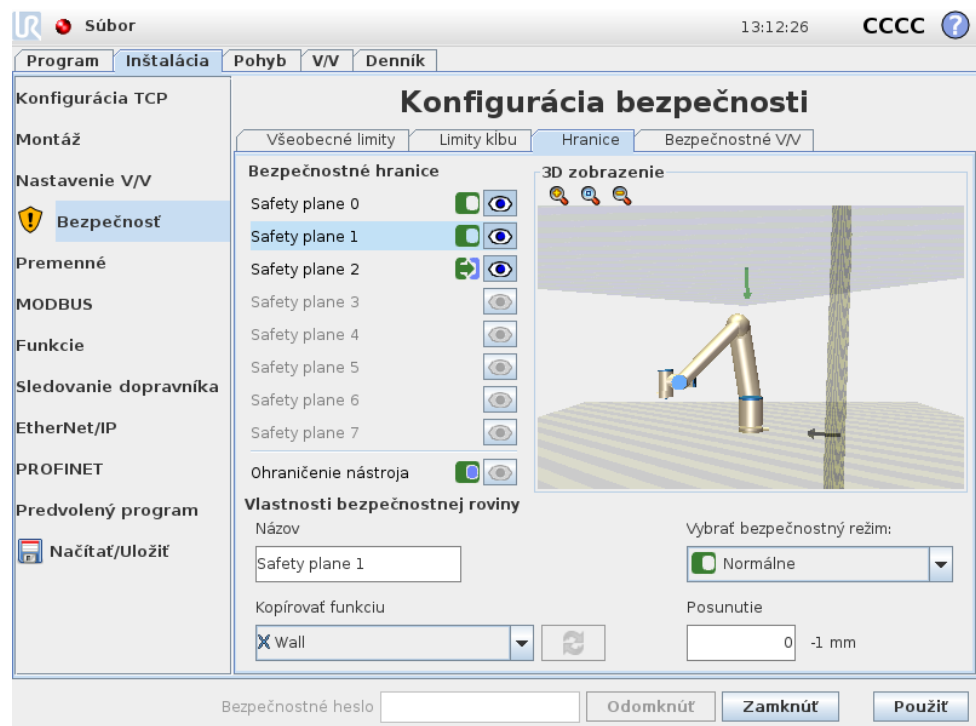 UR Súbor 13:12:26 CCCC ?
Program Inštalácia Pohyb V/V Denník
Konfigurácia TCP
Montáž
Nastavenie V/V
Bezpečnosť
Premenné
MODBUS
Funkcie
Sledovanie dopravníka
EtherNet/IP
PROFINET
Predvolený program
Načítať/Uložiť
Konfigurácia bezpečnosti
Všeobecné limity Limity kĺbu Hranice Bezpečnostné V/V
Bezpečnostné hranice
Safety plane 0
Safety plane 1
Safety plane 2
Safety plane 3
Safety plane 4
Safety plane 5
Safety plane 6
Safety plane 7
Ohraničenie nástroja
3D zobrazenie
Vlastnosti bezpečnostnej roviny
Názov
Safety plane 1
Vybrať bezpečnostný režim:
Normálne
Kopírovať funkciu
Wall
Posunutie
0 -1 mm
Bezpečnostné heslo Odomknúť Zamknúť Použiť